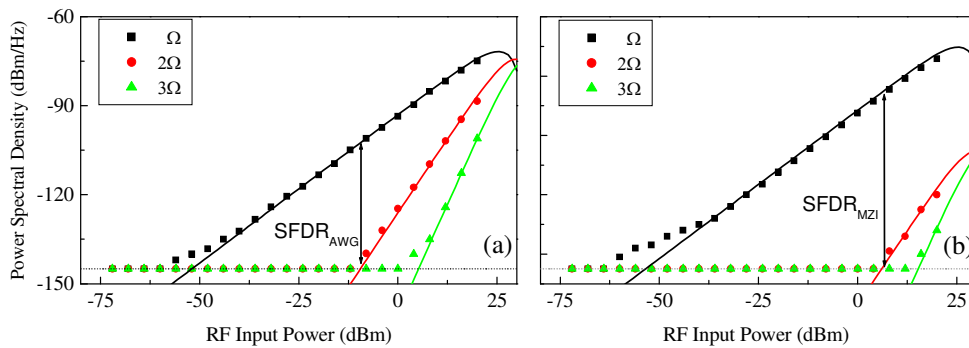 -60
-90
-120
-150
Power Spectral Density (dBm/Hz)
Ω
2Ω
3Ω
SFDR_AWG
(a)
-75 -50 -25 0 25
RF Input Power (dBm)
Ω
2Ω
3Ω
SFDR_MZI
(b)
-75 -50 -25 0 25
RF Input Power (dBm)